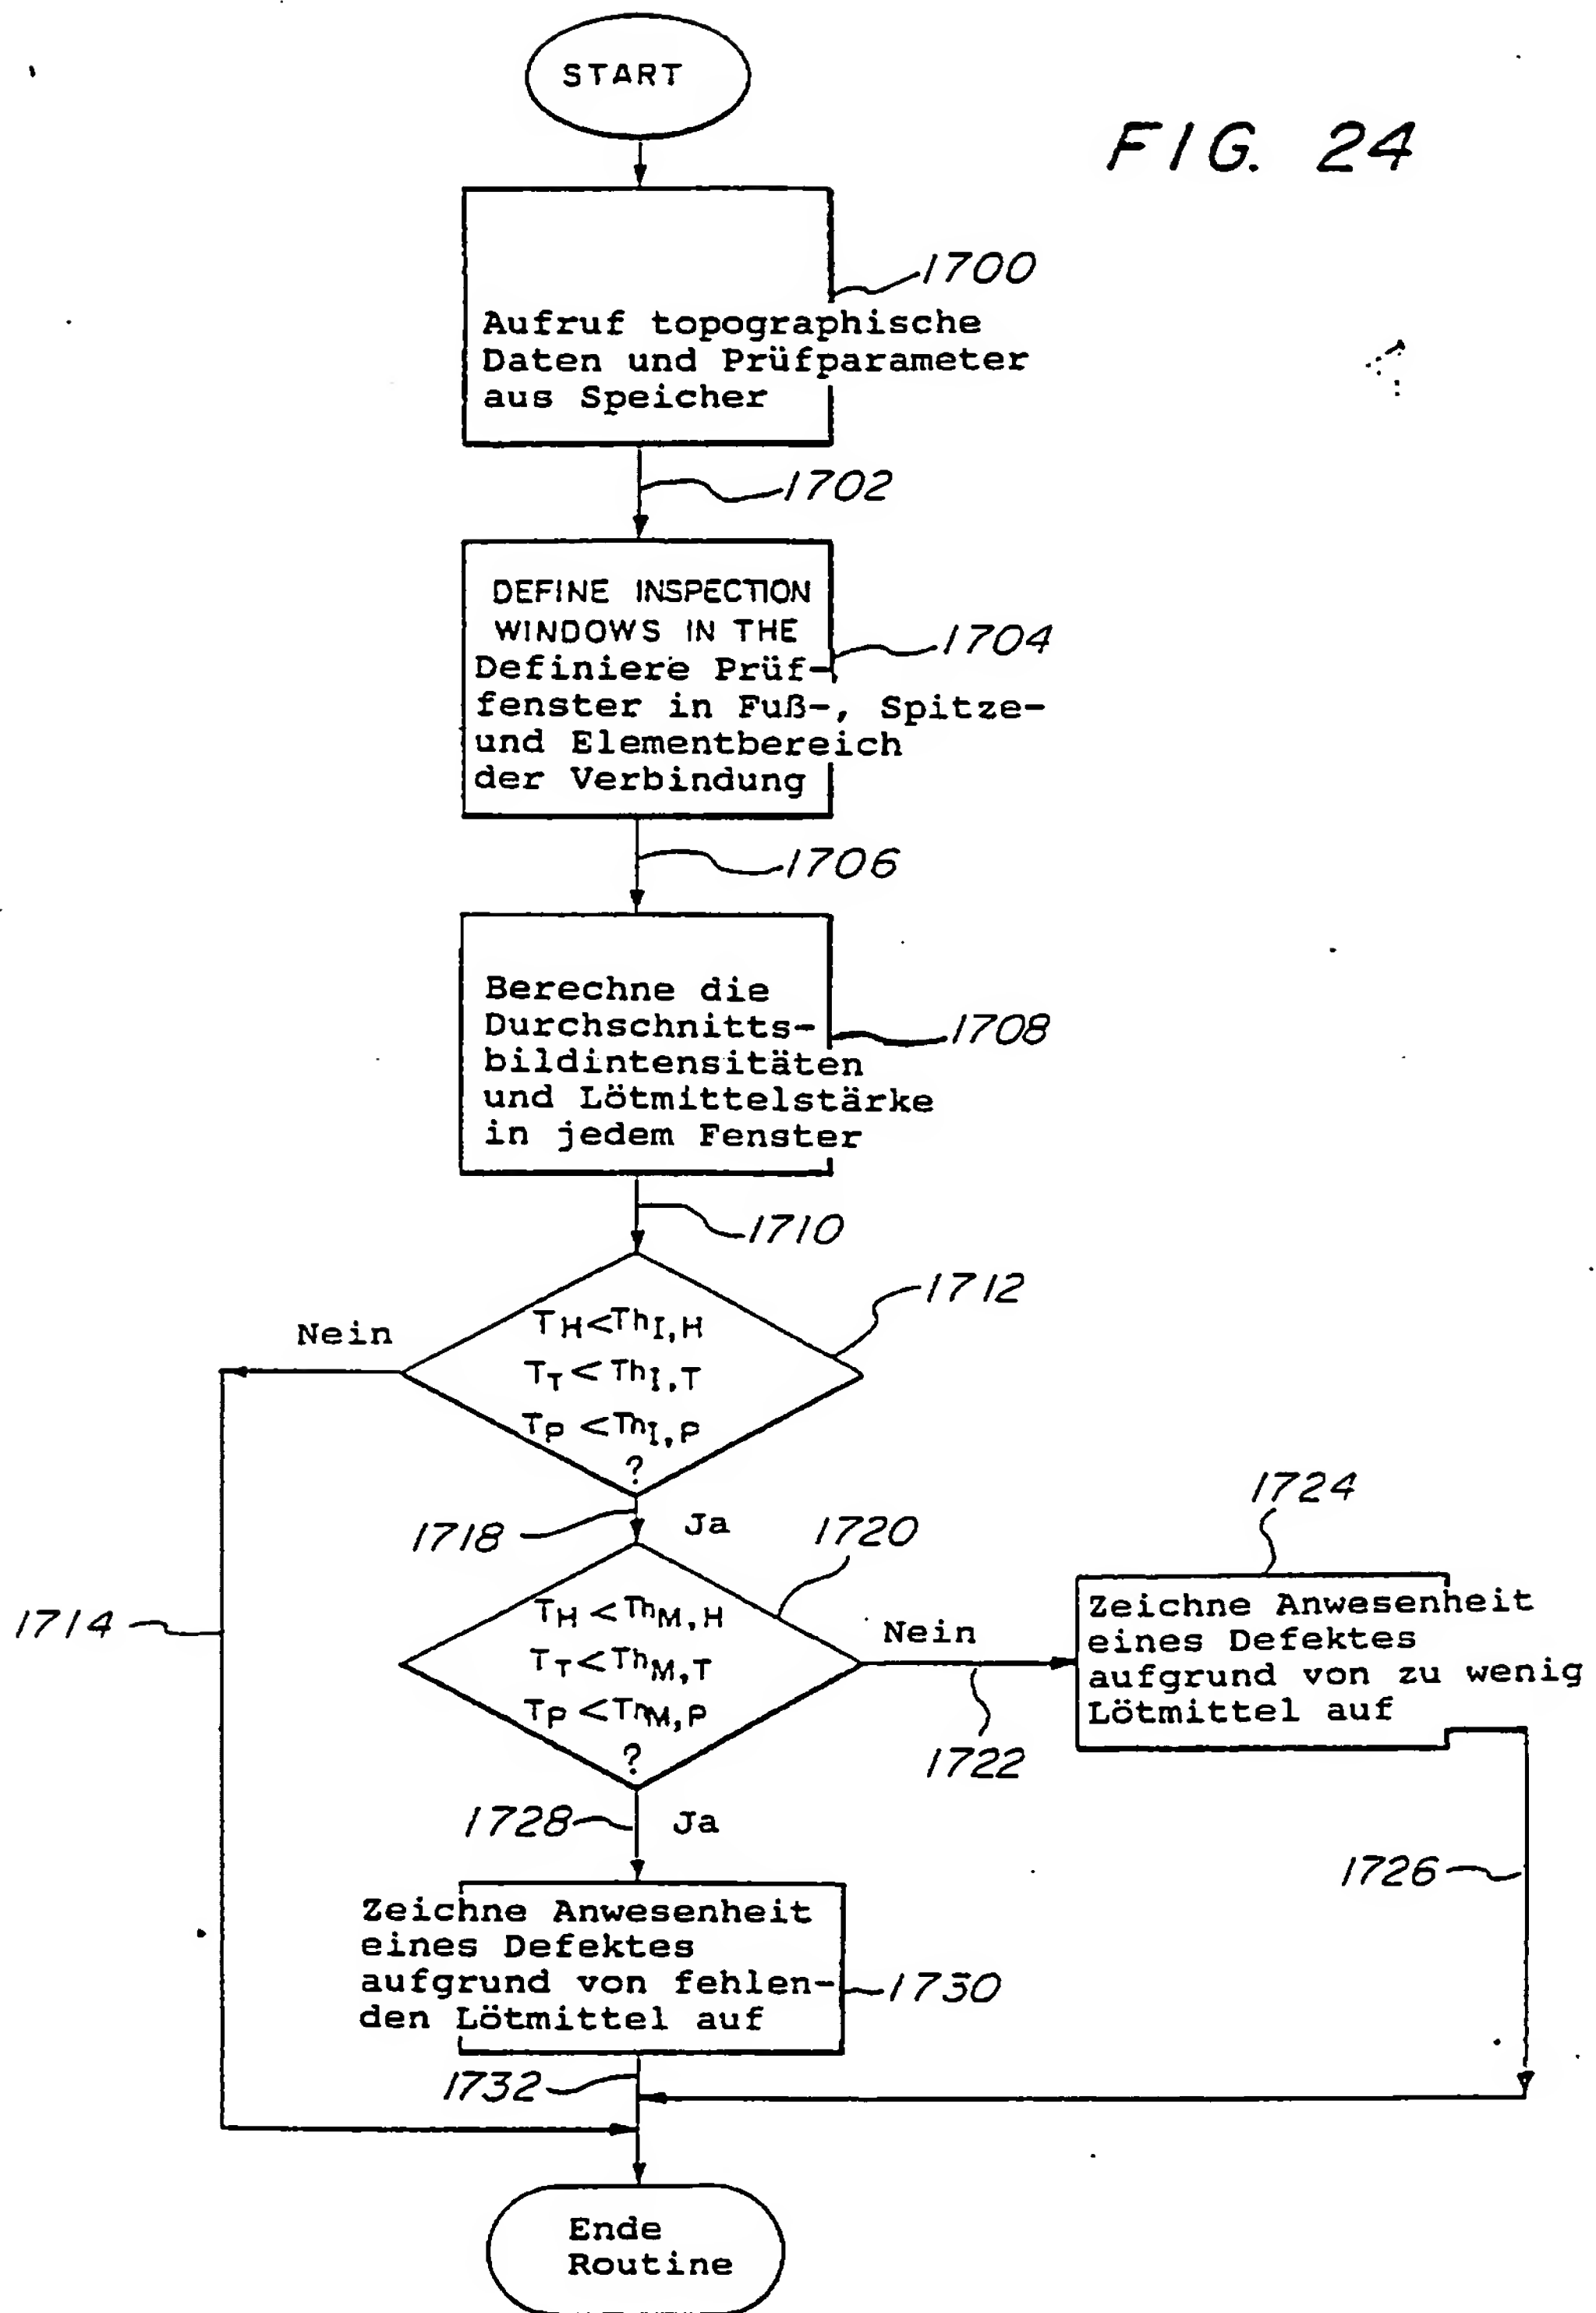 START
FIG. 24
1700
Aufruf topographische
Daten und Prüfparameter
aus Speicher
1702
DEFINE INSPECTION
WINDOWS IN THE
1704
Definiere Prüf-
fenster in Fuß-, Spitze-
und Elementbereich
der Verbindung
1706
Berechne die
Durchschnitts-
1708
bildintensitäten
und Lötmittelstärke
in jedem Fenster
1710
1712
Nein
TH<ThI,H
TT<ThI,T
TP<ThI,P
?
1718
Ja
1720
1724
1714
TH<ThM,H
TT<ThM,T
TP<ThM,P
?
Nein
1722
Zeichne Anwesenheit
eines Defektes
aufgrund von zu wenig
Lötmittel auf
1728
Ja
1726
Zeichne Anwesenheit
eines Defektes
aufgrund von fehlen-
den Lötmittel auf
1730
1732
Ende
Routine